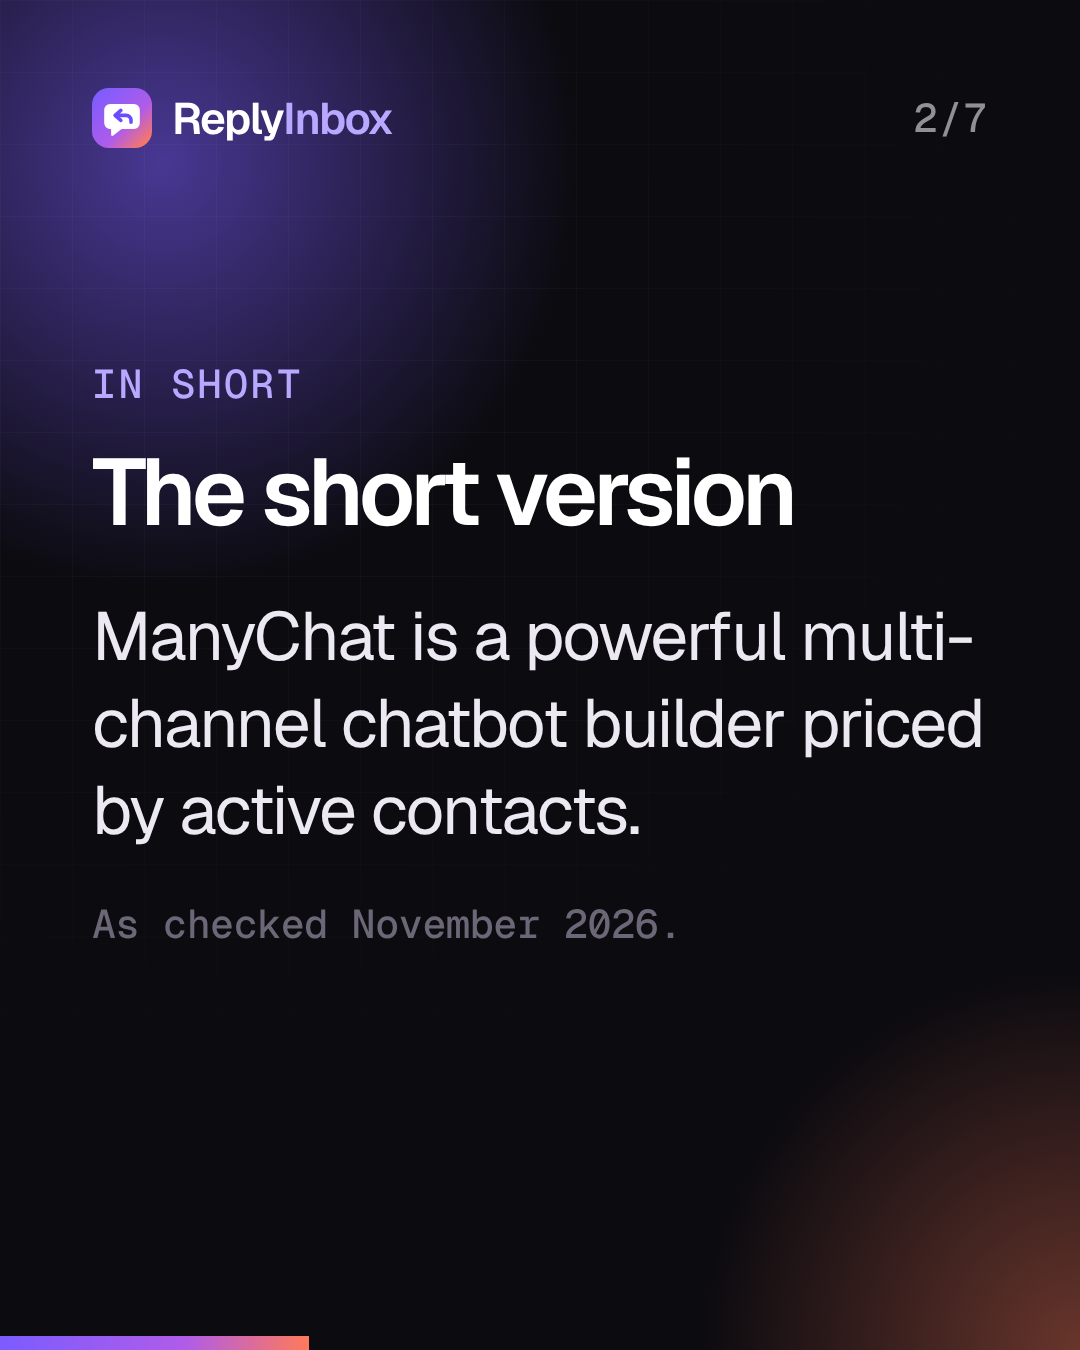 ReplyInbox
2/7
IN SHORT
The short version
ManyChat is a powerful multi-
channel chatbot builder priced
by active contacts.
As checked November 2026.